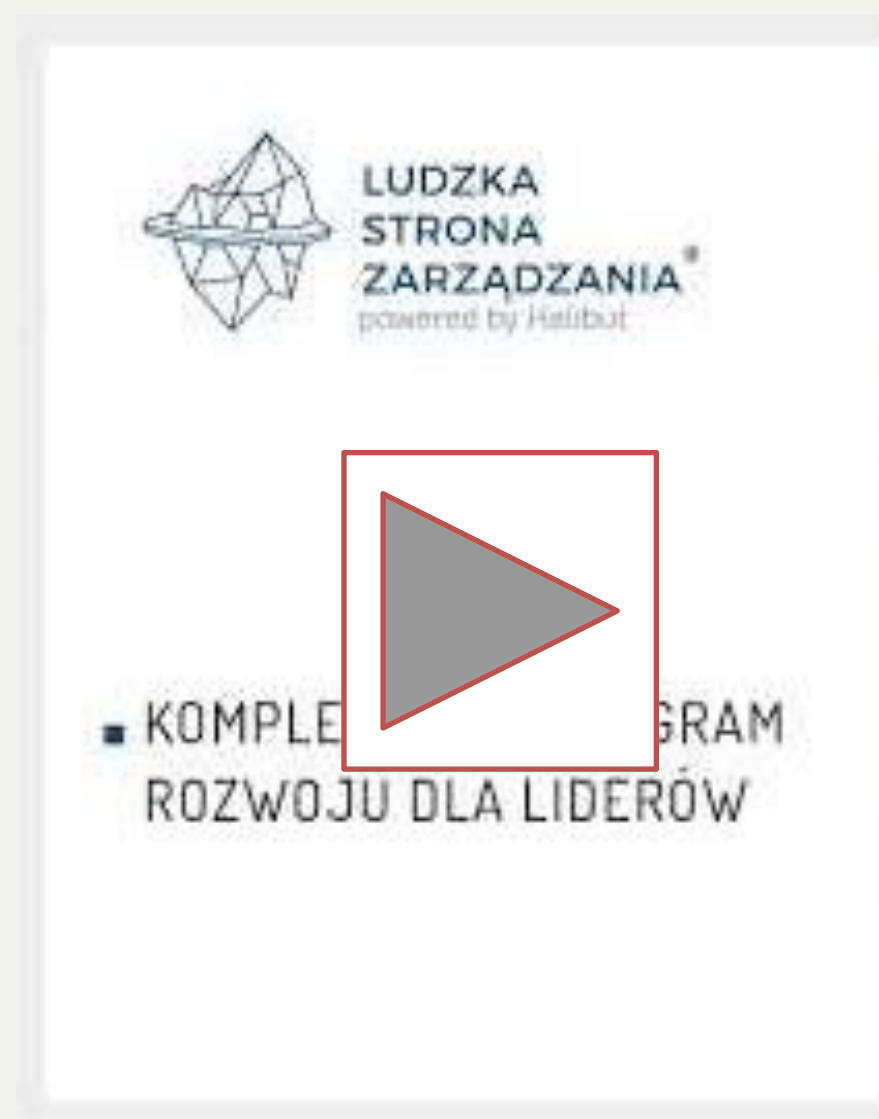 LUDZKA
STRONA
ZARZĄDZANIA®
powered by Halibut
▪ KOMPLE GRAM
ROZWOJU DLA LIDERÓW